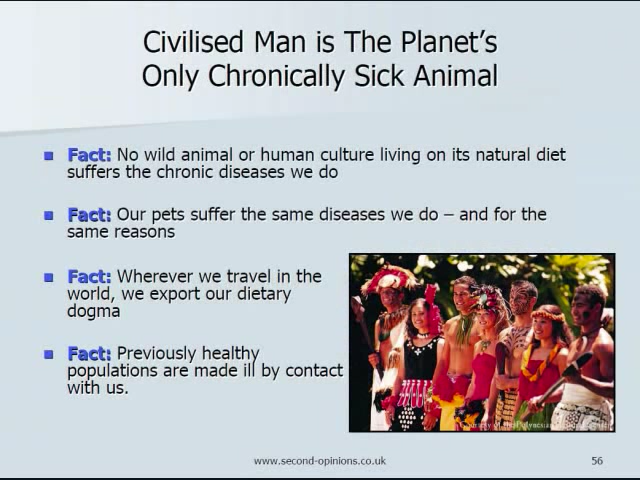 Civilised Man is The Planet's
Only Chronically Sick Animal
Fact: No wild animal or human culture living on its natural diet
suffers the chronic diseases we do
Fact: Our pets suffer the same diseases we do – and for the
same reasons
Fact: Wherever we travel in the
world, we export our dietary
dogma
Fact: Previously healthy
populations are made ill by contact
with us.
www.second-opinions.co.uk
56